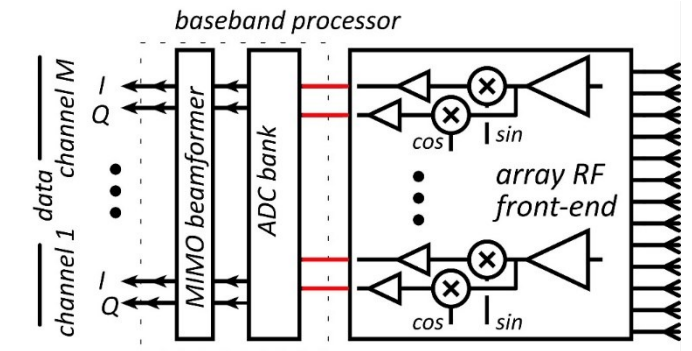 baseband processor
data
channel M
channel 1
I
Q
I
Q
MIMO beamformer
ADC bank
cos
sin
array RF
front-end
cos
sin